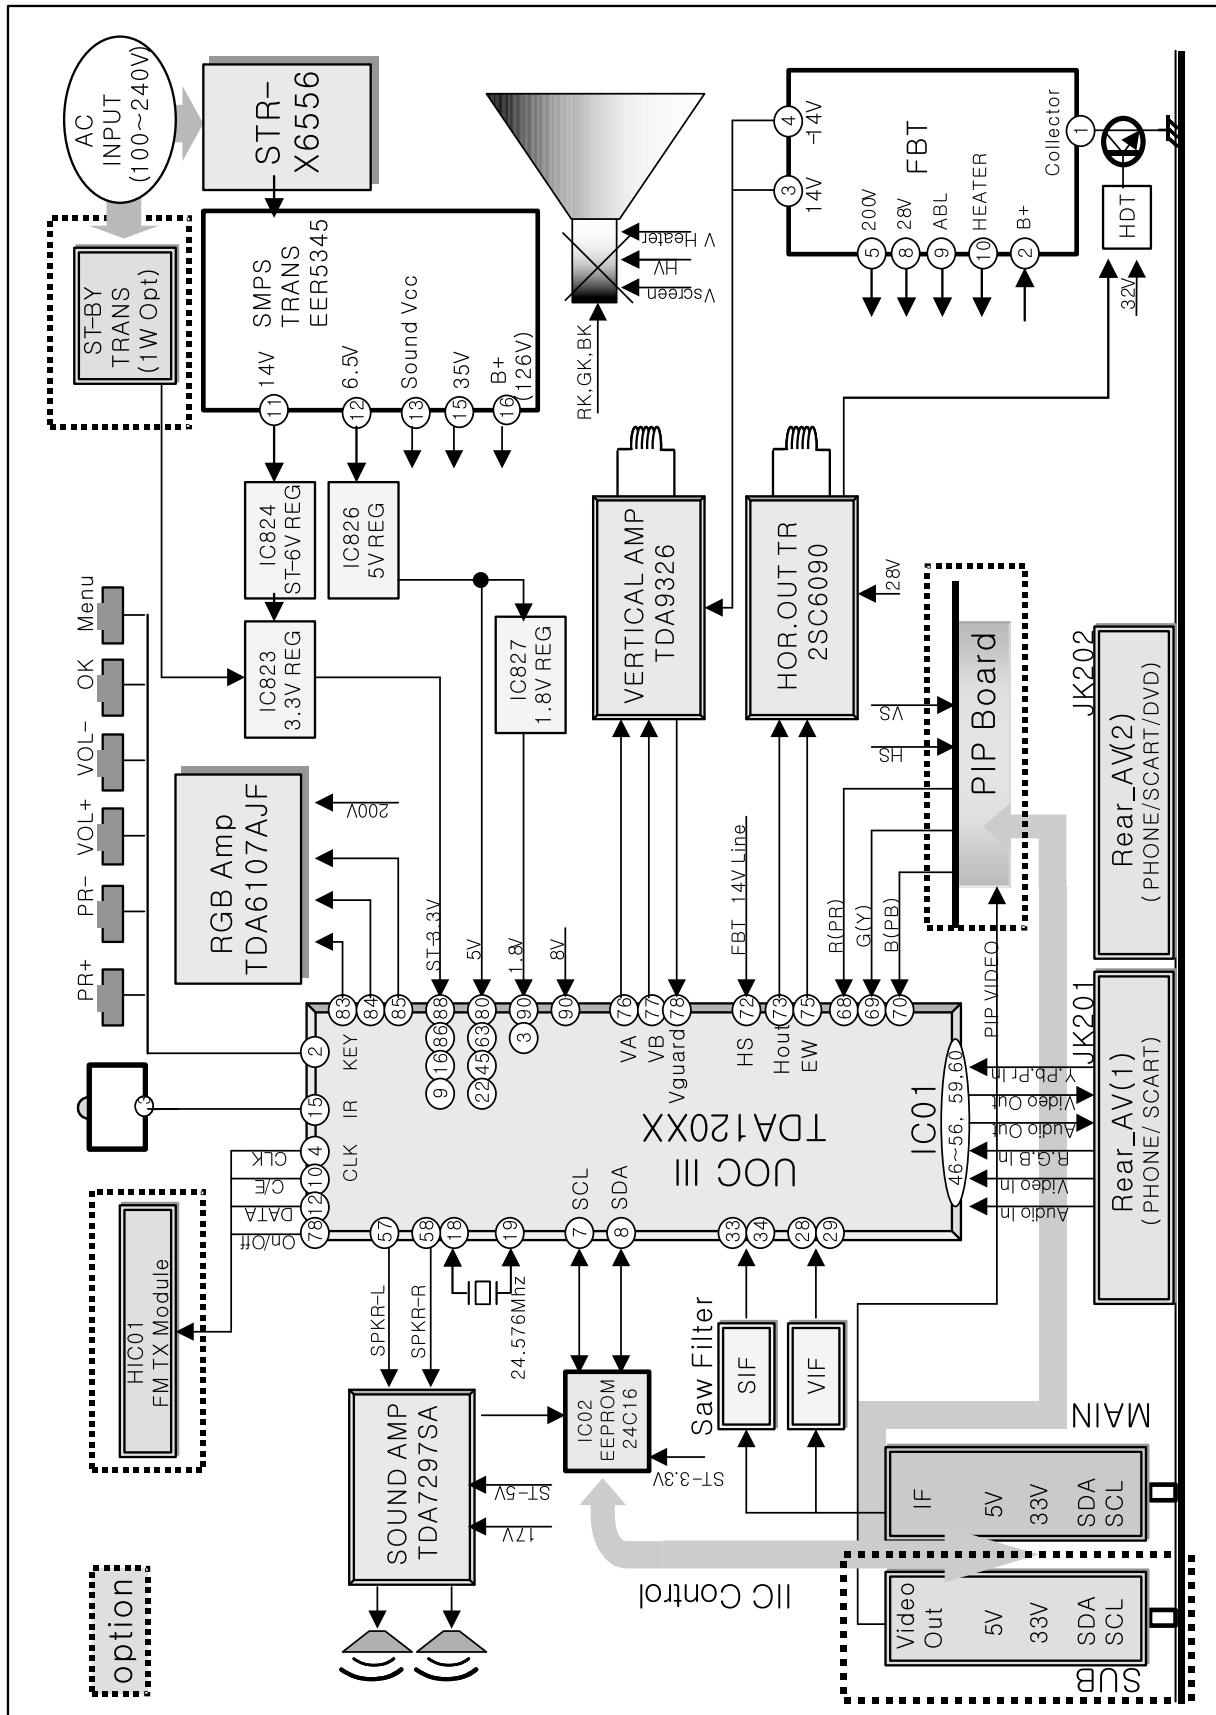 option
SOUND AMP
TDA7297SA
17V
ST-5V
SPKR-L
SPKR-R
HIC01
FM TX Module
On/Off
DATA
C/E
CLK
78
12
10
4
CLK
15
IR
3
2
KEY
57
58
18
19
24.576Mhz
7
SCL
8
SDA
IC02
EEPROM
24C16
ST-3.3V
IIC Control
Saw Filter
SIF
VIF
33
34
28
29
UOC III
TDA120XX
IC01
46~56, 59,60
SUB
Video
Out
5V
33V
SDA
SCL
MAIN
IF
5V
33V
SDA
SCL
Audio In
Video In
R.G.B In
Audio Out
Video Out
Y.Pb.Pr In
Rear_AV(1)
(PHONE/ SCART)
JK201
Rear_AV(2)
(PHONE/SCART/DVD)
JK202
PIP VIDEO
PIP Board
HS
VS
83
84
85
88
86
16
9
80
63
45
22
90
3
90
76
VA
77
VB
78
Vguard
72
HS
73
Hout
75
EW
68
69
70
ST-3.3V
5V
1.8V
8V
FBT 14V Line
R(PR)
G(Y)
B(PB)
PR+
PR-
VOL+
VOL-
OK
Menu
RGB Amp
TDA6107AJF
200V
IC823
3.3V REG
IC824
ST-6V REG
IC826
5V REG
IC827
1.8V REG
VERTICAL AMP
TDA9326
HOR.OUT TR
2SC6090
28V
ST-BY
TRANS
(1W Opt)
AC
INPUT
(100~240V)
STR-
X6556
SMPS
TRANS
EER5345
11
14V
12
6.5V
13
Sound Vcc
15
35V
16
B+
(126V)
RK,GK,BK
Vscreen
HV
V Heater
FBT
4
-14V
3
14V
5
200V
8
28V
9
ABL
10
HEATER
2
B+
1
Collector
HDT
32V